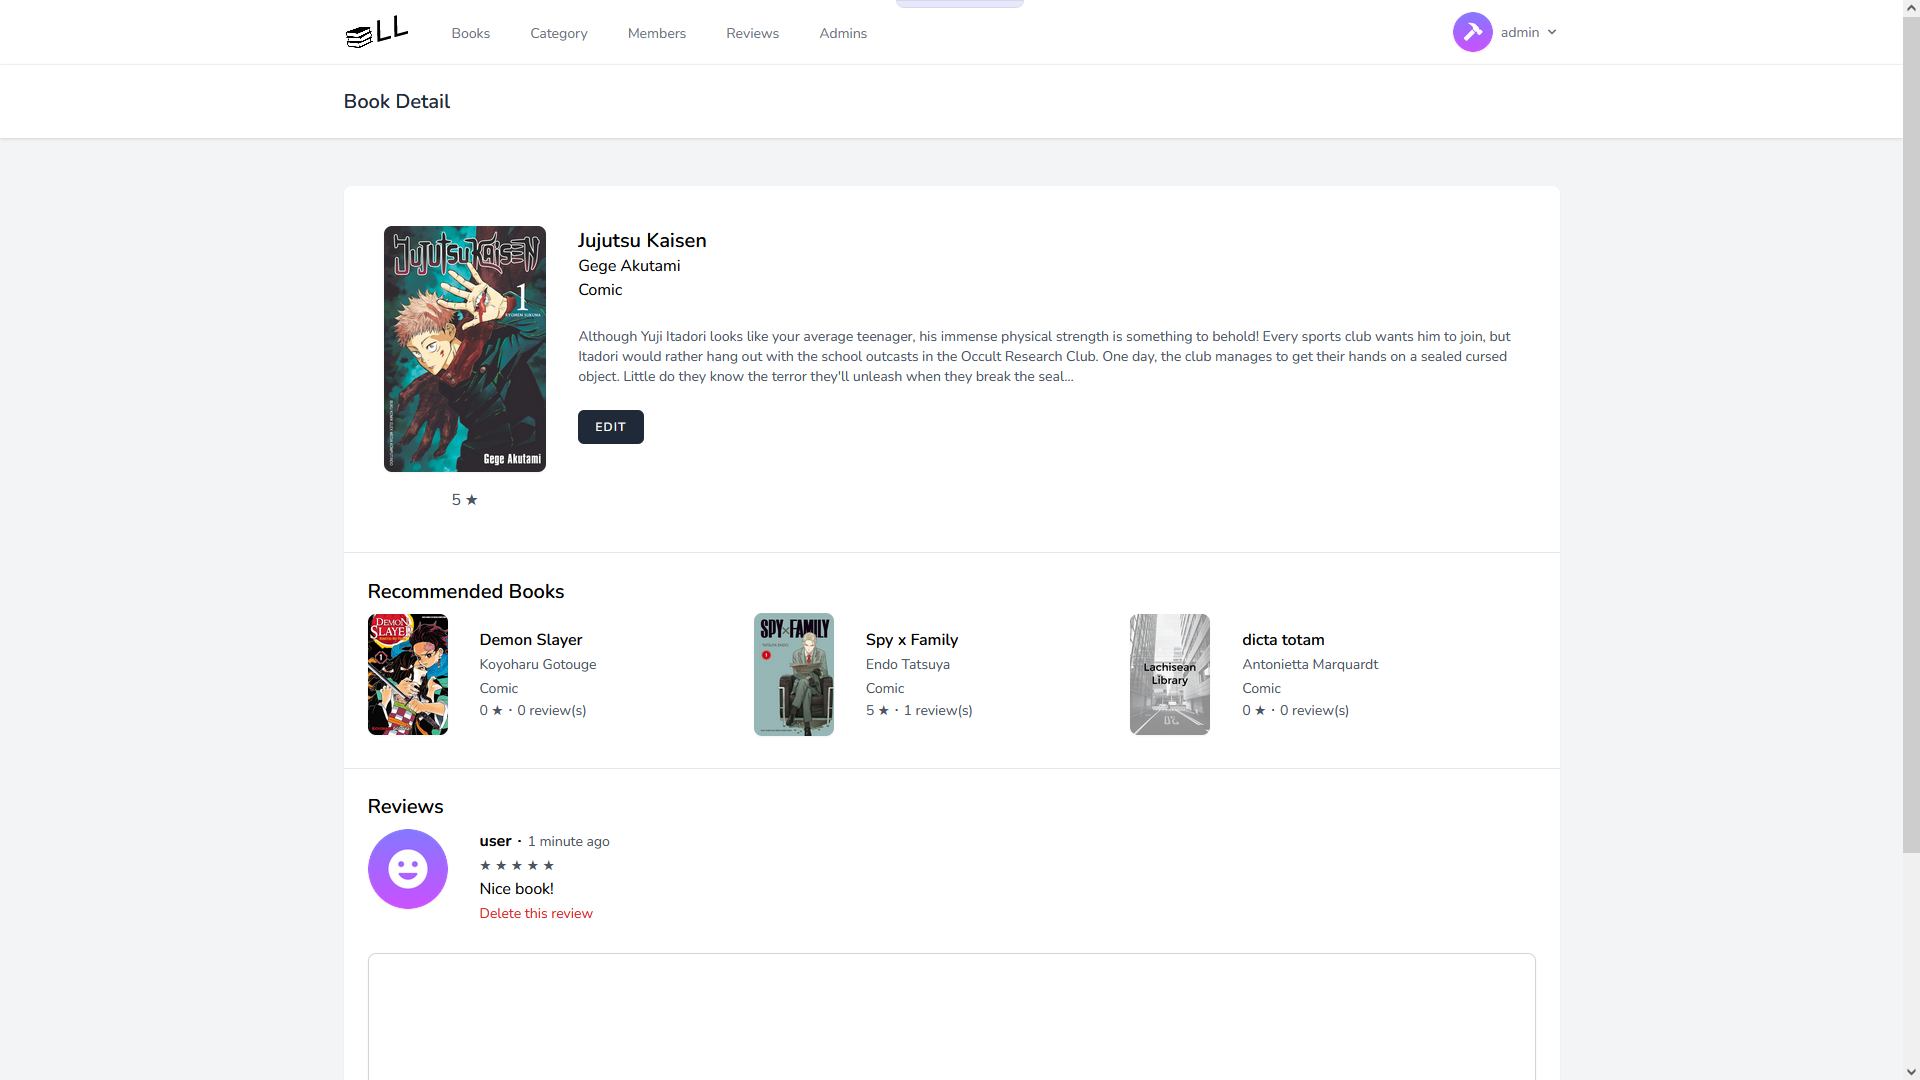 LL
Books
Category
Members
Reviews
Admins
admin
Book Detail
JUJUTSU KAISEN
1
RYOMEN SUKUNA
Gege Akutami
5 ★
Jujutsu Kaisen
Gege Akutami
Comic
Although Yuji Itadori looks like your average teenager, his immense physical strength is something to behold! Every sports club wants him to join, but
Itadori would rather hang out with the school outcasts in the Occult Research Club. One day, the club manages to get their hands on a sealed cursed
object. Little do they know the terror they'll unleash when they break the seal...
EDIT
Recommended Books
DEMON
SLAYER
1
Demon Slayer
Koyoharu Gotouge
Comic
0 ★ · 0 review(s)
SPY×FAMILY
TATSUYA ENDO
1
Spy x Family
Endo Tatsuya
Comic
5 ★ · 1 review(s)
Lachisean
Library
dicta totam
Antonietta Marquardt
Comic
0 ★ · 0 review(s)
Reviews
user · 1 minute ago
★ ★ ★ ★ ★
Nice book!
Delete this review